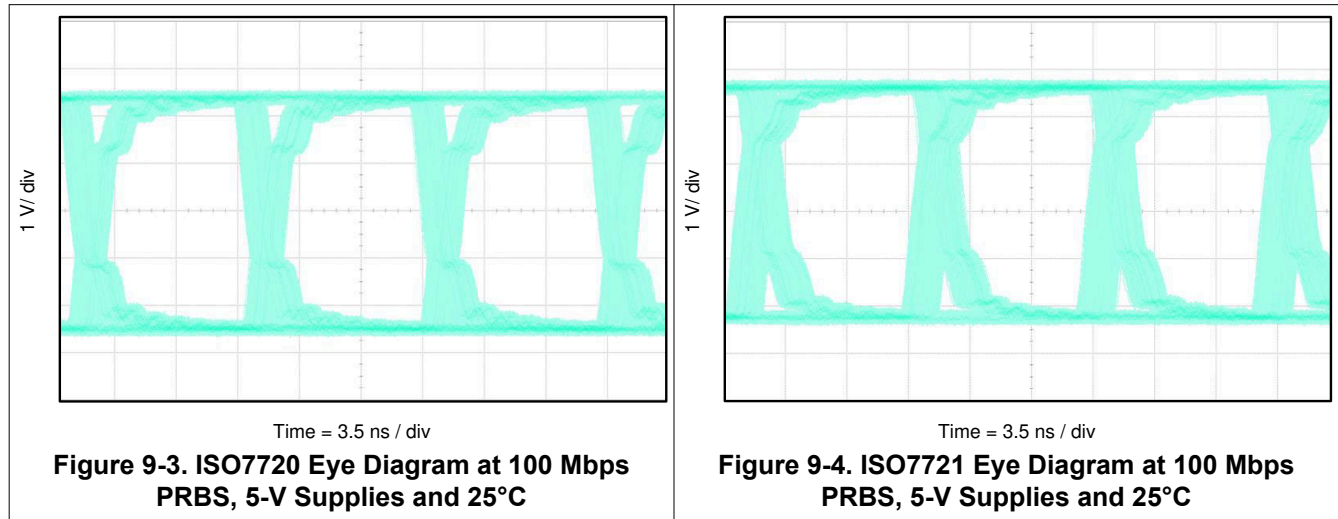 1 V/ div
Time = 3.5 ns / div
Figure 9-3. ISO7720 Eye Diagram at 100 Mbps
PRBS, 5-V Supplies and 25°C
1 V/ div
Time = 3.5 ns / div
Figure 9-4. ISO7721 Eye Diagram at 100 Mbps
PRBS, 5-V Supplies and 25°C